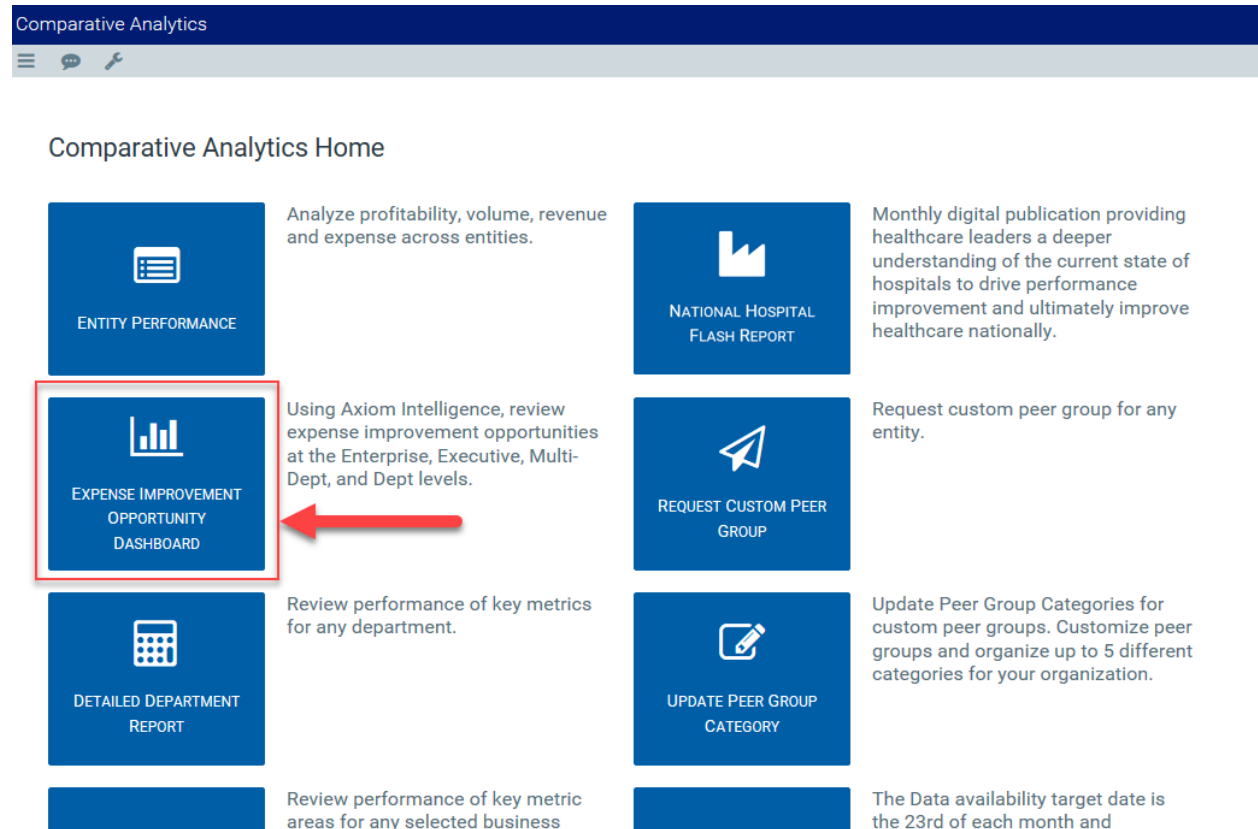 Comparative Analytics
Comparative Analytics Home
ENTITY PERFORMANCE
Analyze profitability, volume, revenue
and expense across entities.
NATIONAL HOSPITAL
FLASH REPORT
Monthly digital publication providing
healthcare leaders a deeper
understanding of the current state of
hospitals to drive performance
improvement and ultimately improve
healthcare nationally.
EXPENSE IMPROVEMENT
OPPORTUNITY
DASHBOARD
Using Axiom Intelligence, review
expense improvement opportunities
at the Enterprise, Executive, Multi-
Dept, and Dept levels.
REQUEST CUSTOM PEER
GROUP
Request custom peer group for any
entity.
DETAILED DEPARTMENT
REPORT
Review performance of key metrics
for any department.
UPDATE PEER GROUP
CATEGORY
Update Peer Group Categories for
custom peer groups. Customize peer
groups and organize up to 5 different
categories for your organization.
Review performance of key metric
areas for any selected business
The Data availability target date is
the 23rd of each month and